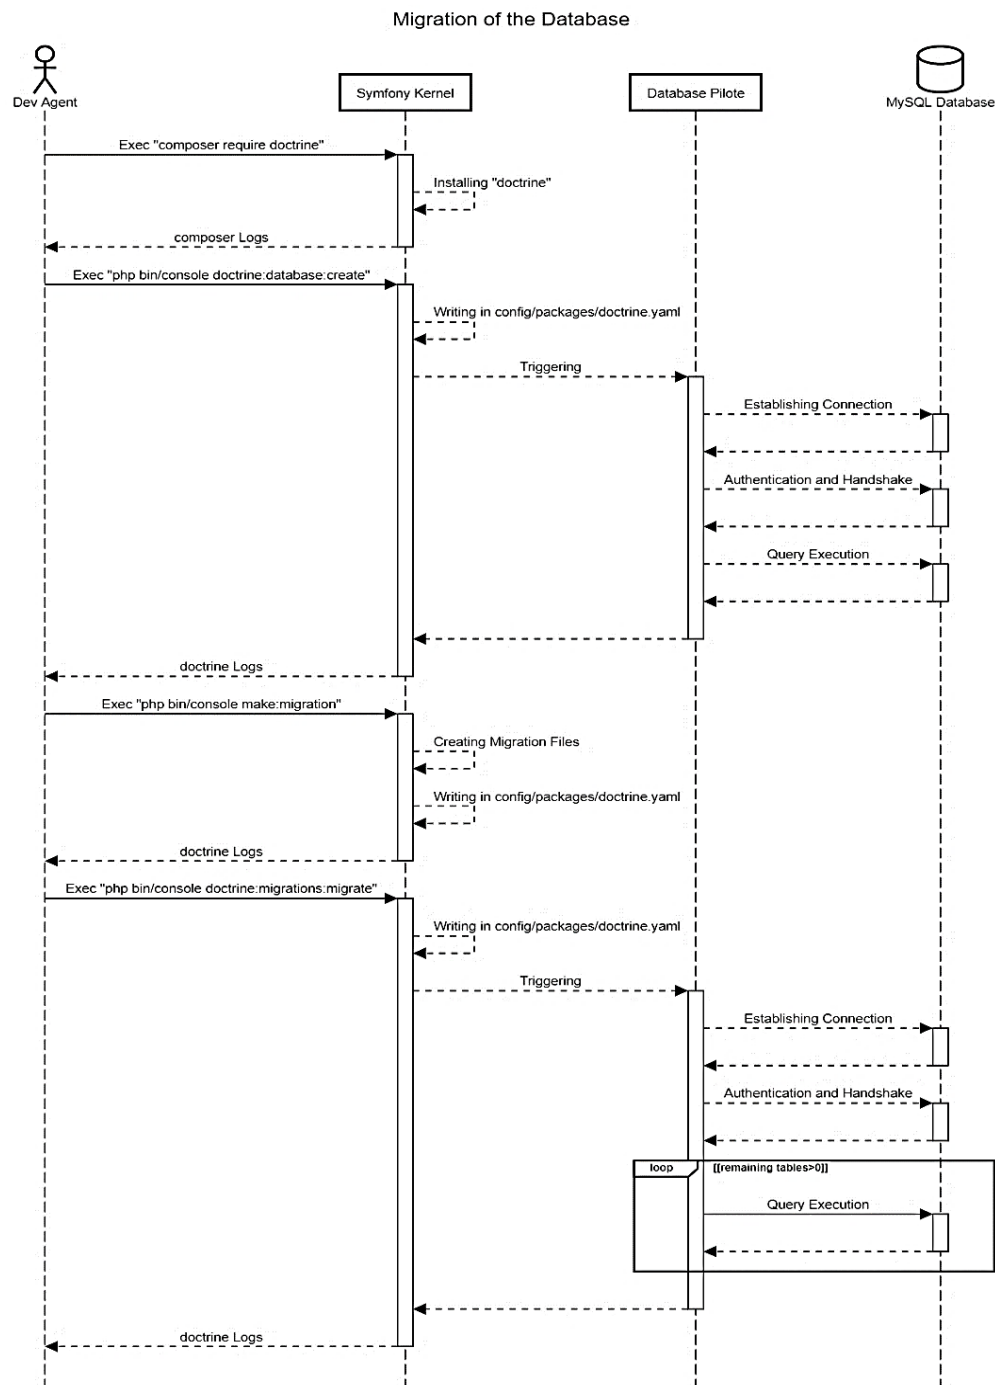 Migration of the Database
Dev Agent
Symfony Kernel
Database Pilote
MySQL Database
Exec "composer require doctrine"
Installing "doctrine"
composer Logs
Exec "php bin/console doctrine:database:create"
Writing in config/packages/doctrine.yaml
Triggering
Establishing Connection
Authentication and Handshake
Query Execution
doctrine Logs
Exec "php bin/console make:migration"
Creating Migration Files
Writing in config/packages/doctrine.yaml
doctrine Logs
Exec "php bin/console doctrine:migrations:migrate"
Writing in config/packages/doctrine.yaml
Triggering
Establishing Connection
Authentication and Handshake
loop [[remaining tables>0]]
Query Execution
doctrine Logs